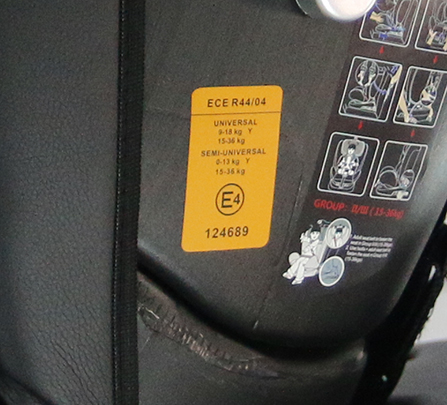 ECE R44/04
UNIVERSAL
9-18 kg Y
15-36 kg
SEMI-UNIVERSAL
0-13 kg Y
15-36 kg
E4
124689
GROUP: II/III (15-36kg)